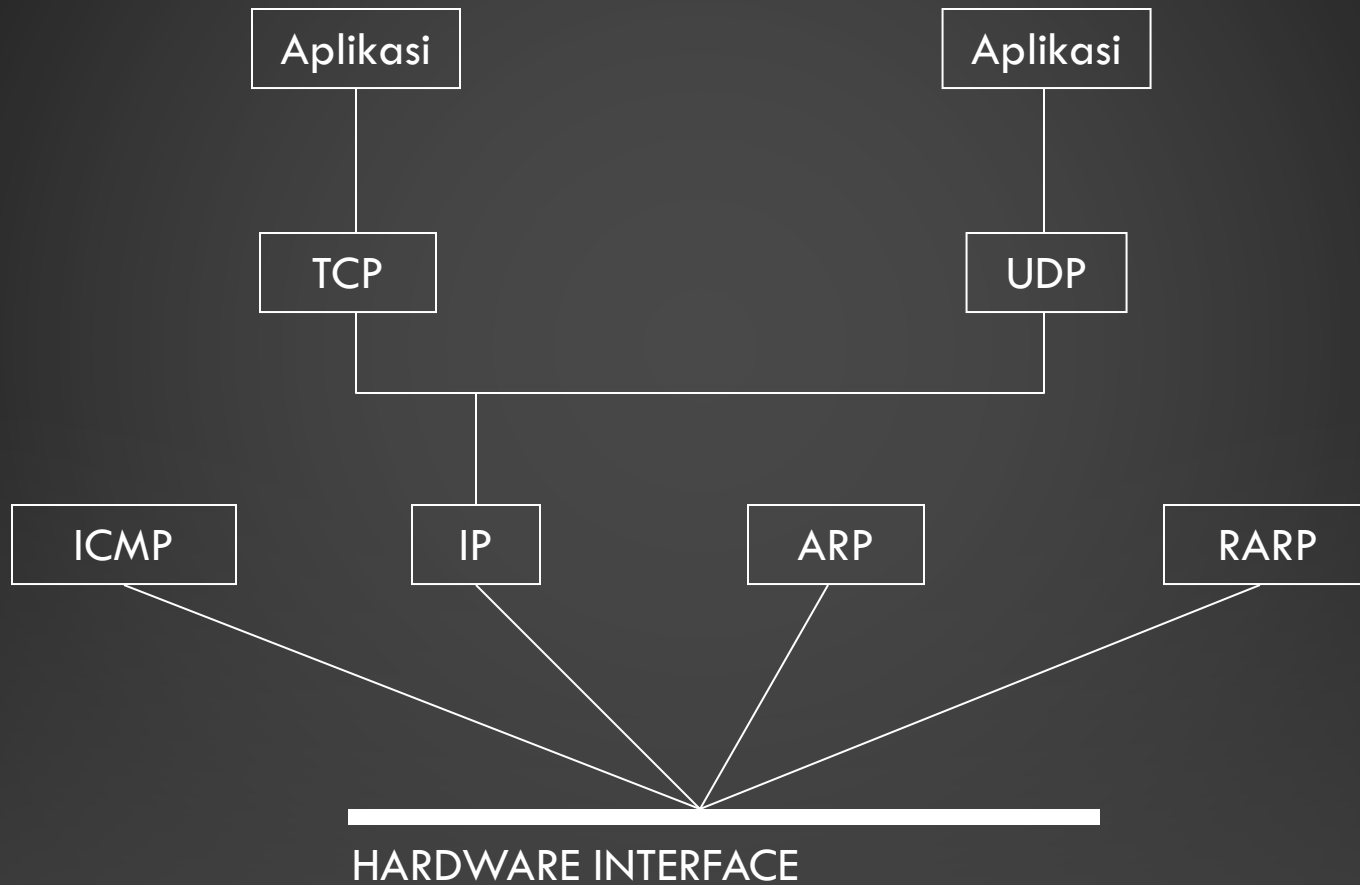 Aplikasi
Aplikasi
TCP
UDP
ICMP
IP
ARP
RARP
HARDWARE INTERFACE